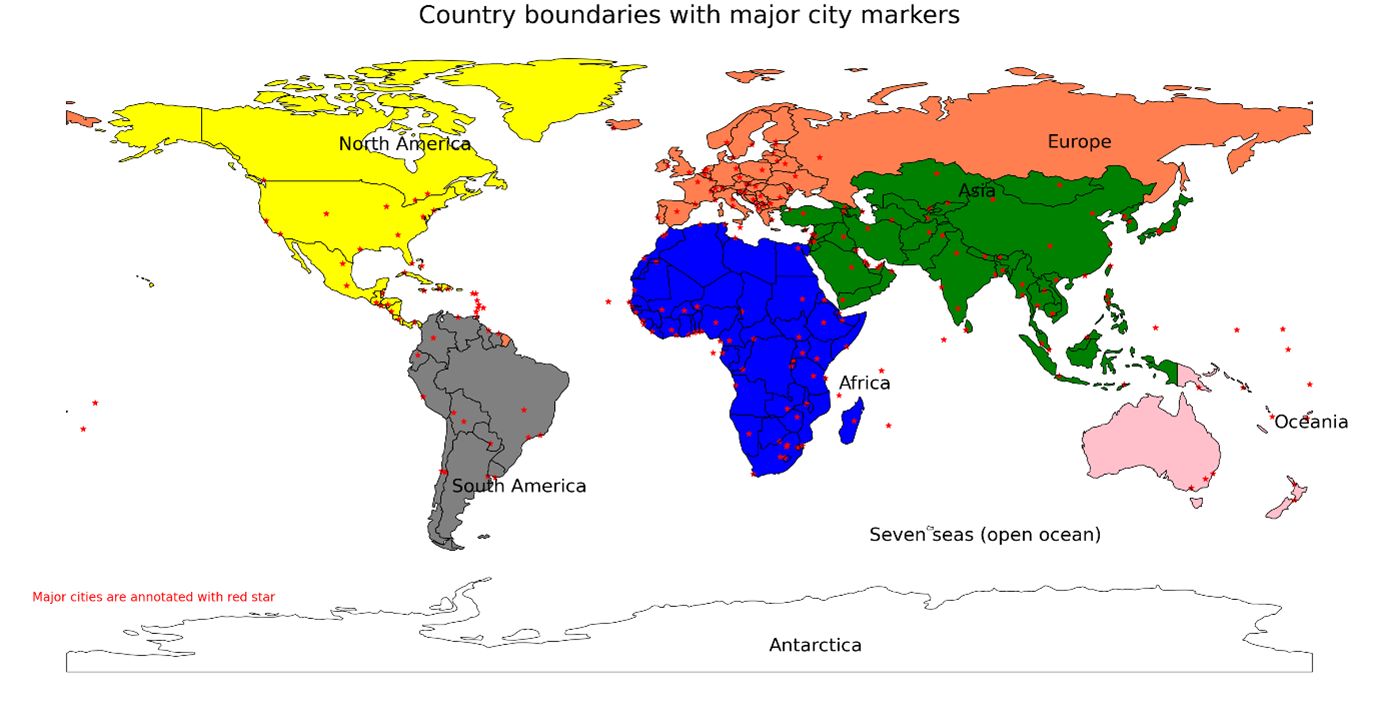 Country boundaries with major city markers
North America
Europe
Asia
Africa
Oceania
South America
Seven seas (open ocean)
Major cities are annotated with red star
Antarctica